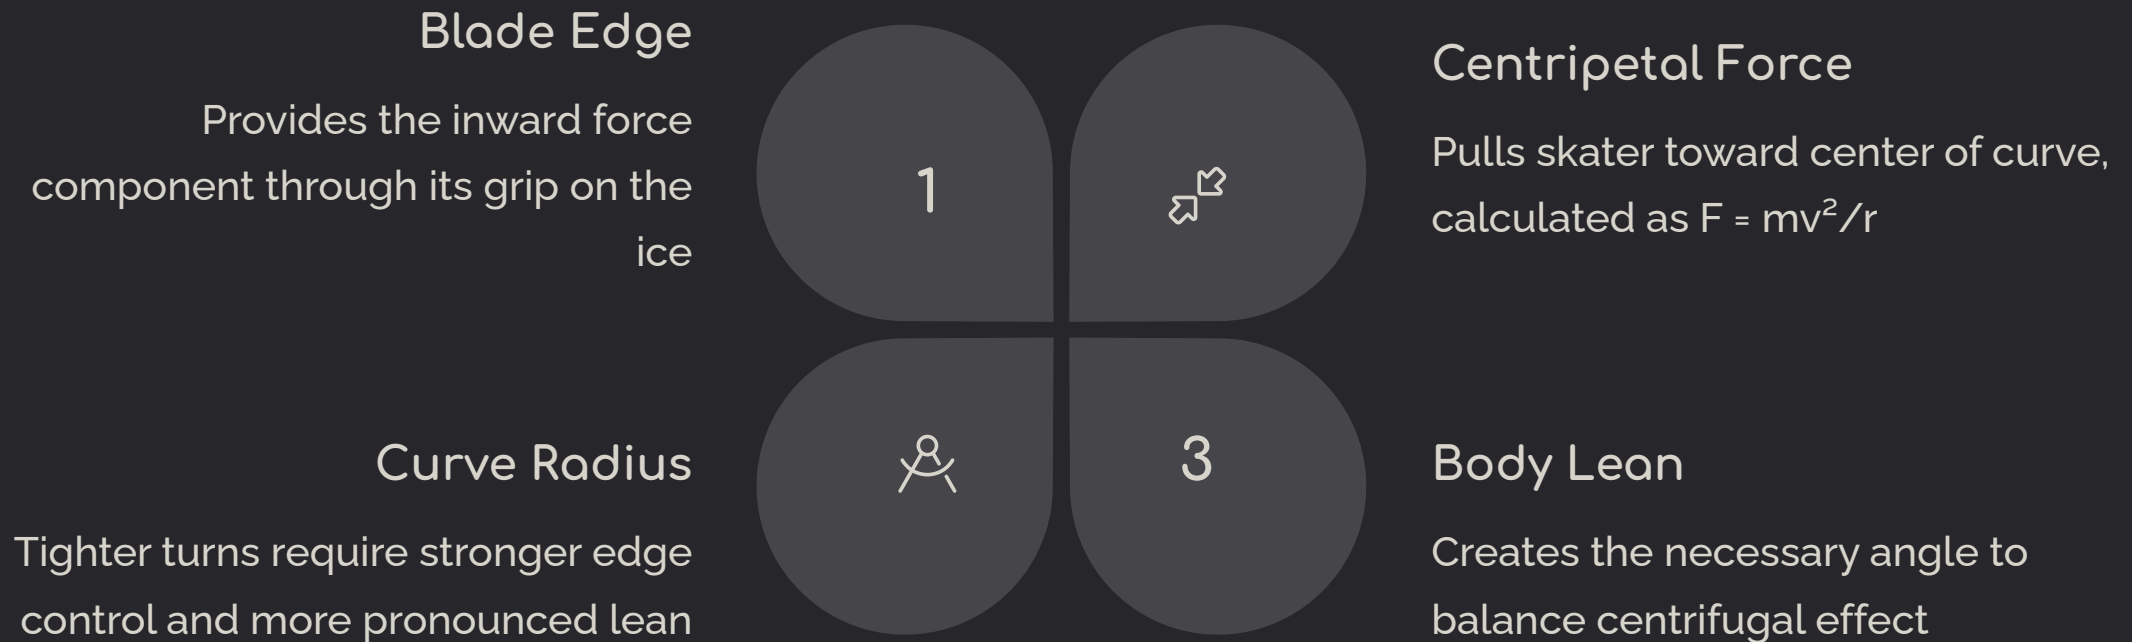 Blade Edge
Provides the inward force
component through its grip on the
ice
1
Centripetal Force
Pulls skater toward center of curve,
calculated as F = mv²/r
Curve Radius
Tighter turns require stronger edge
control and more pronounced lean
3
Body Lean
Creates the necessary angle to
balance centrifugal effect